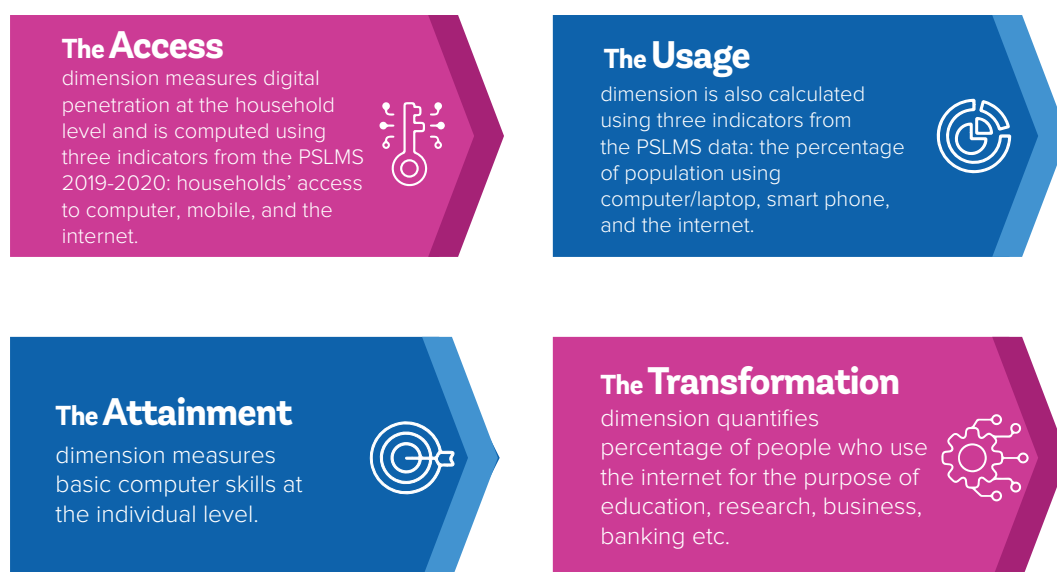 The Access
dimension measures digital
penetration at the household
level and is computed using
three indicators from the PSLMS
2019-2020: households’ access
to computer, mobile, and the
internet.
The Usage
dimension is also calculated
using three indicators from
the PSLMS data: the percentage
of population using
computer/laptop, smart phone,
and the internet.
The Attainment
dimension measures
basic computer skills at
the individual level.
The Transformation
dimension quantifies
percentage of people who use
the internet for the purpose of
education, research, business,
banking etc.